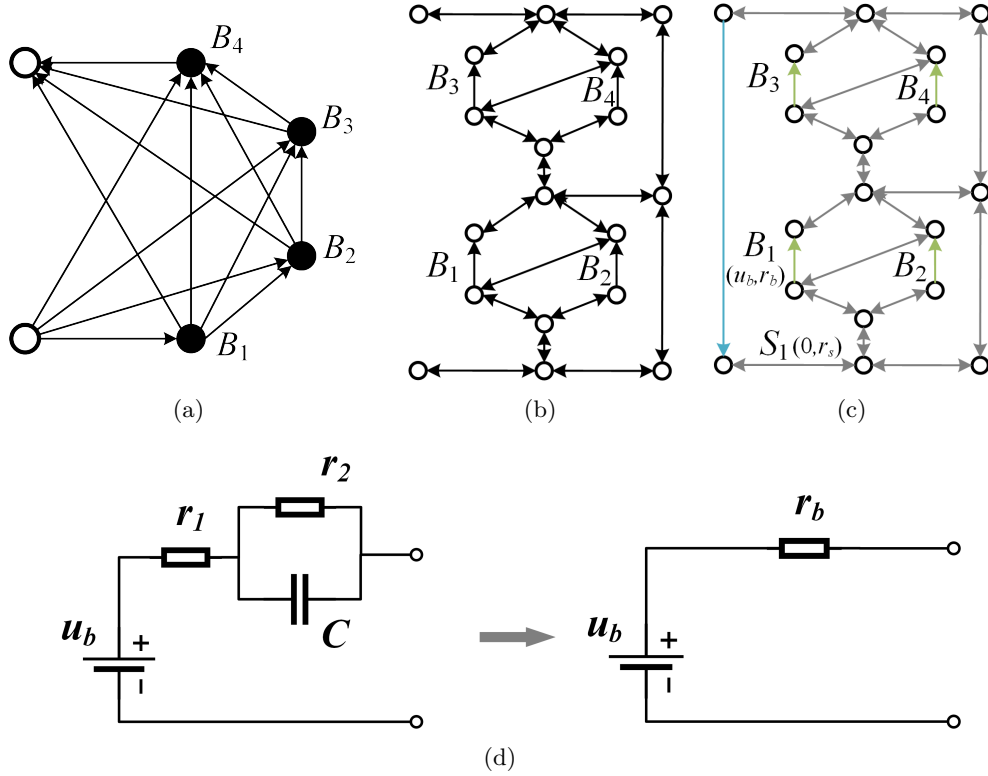 B4
B3
B2
B1
(a)
B3
B4
B1
B2
(b)
B3
B4
B1
(ub,rb)
B2
S1(0,rs)
(c)
r2
r1
C
ub
+
−
rb
ub
+
−
(d)